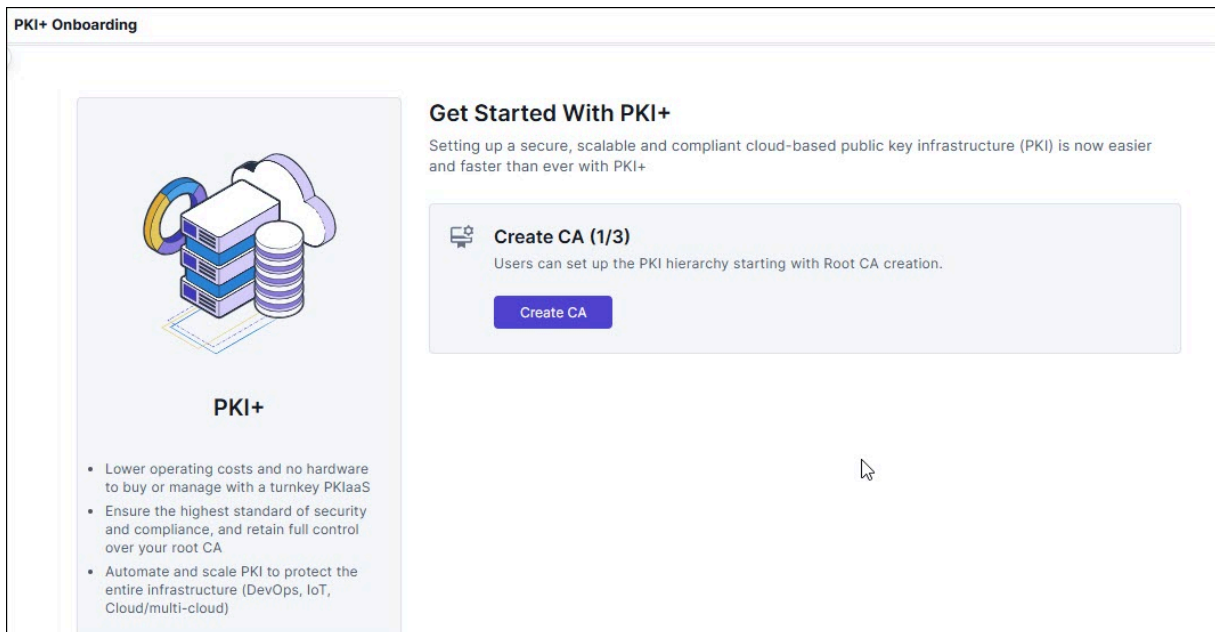 PKI+ Onboarding
PKI+
• Lower operating costs and no hardware
to buy or manage with a turnkey PKIaaS
• Ensure the highest standard of security
and compliance, and retain full control
over your root CA
• Automate and scale PKI to protect the
entire infrastructure (DevOps, IoT,
Cloud/multi-cloud)
Get Started With PKI+
Setting up a secure, scalable and compliant cloud-based public key infrastructure (PKI) is now easier
and faster than ever with PKI+
Create CA (1/3)
Users can set up the PKI hierarchy starting with Root CA creation.
Create CA